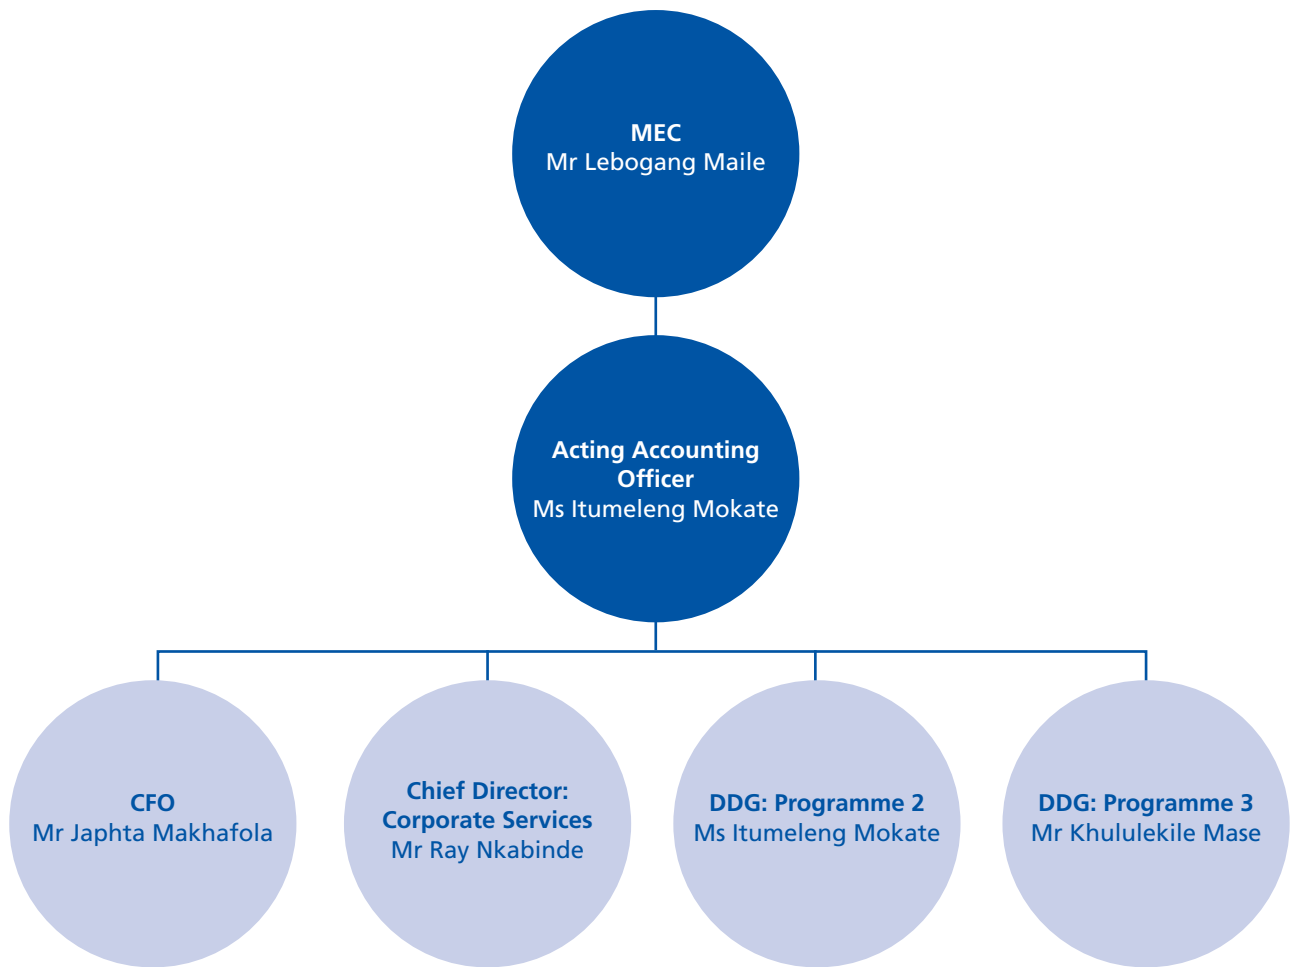 MEC
Mr Lebogang Maile
Acting Accounting
Officer
Ms Itumeleng Mokate
CFO
Mr Japhta Makhafola
Chief Director:
Corporate Services
Mr Ray Nkabinde
DDG: Programme 2
Ms Itumeleng Mokate
DDG: Programme 3
Mr Khululekile Mase